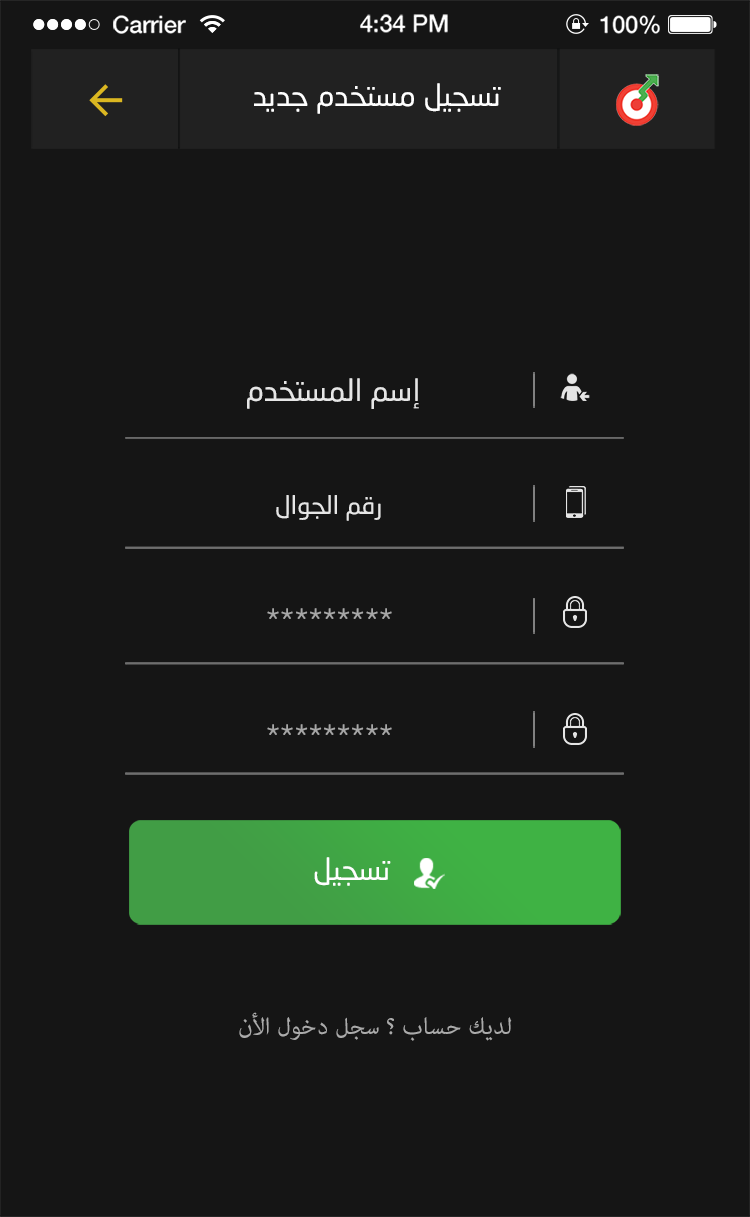 Carrier 4:34 PM 100%
تسجيل مستخدم جديد
إسم المستخدم
رقم الجوال
*********
*********
تسجيل
لديك حساب ؟ سجل دخول الأن